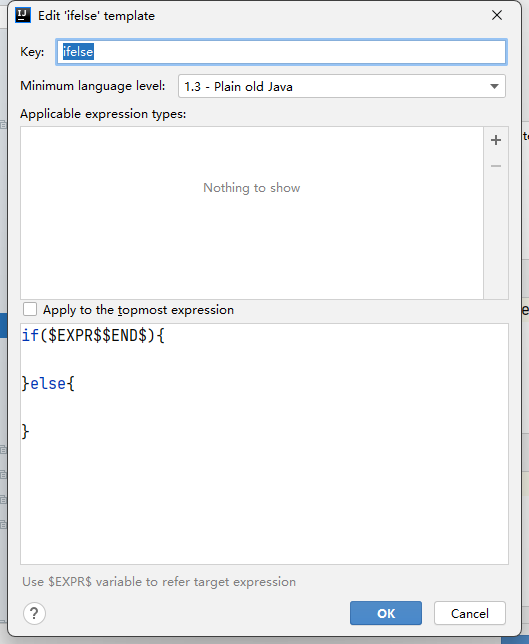 IJ
Edit 'ifelse' template
Key: ifelse
Minimum language level: 1.3 - Plain old Java
Applicable expression types:
Nothing to show
Apply to the topmost expression
if($EXPR$$END$){
}else{
}
Use $EXPR$ variable to refer target expression
? OK Cancel